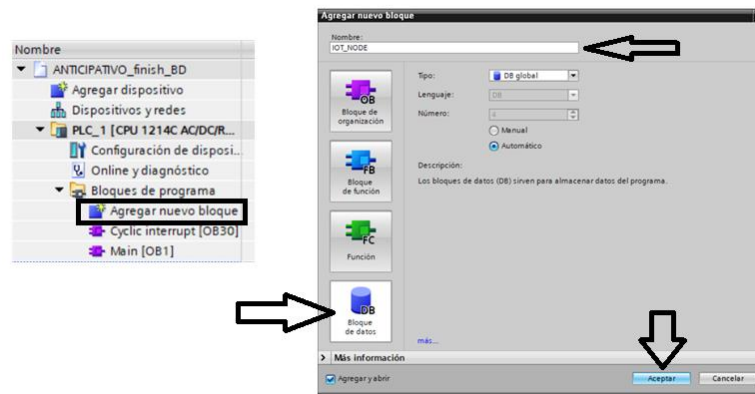 Nombre
ANTICIPATIVO_finish_BD
Agregar dispositivo
Dispositivos y redes
PLC_1 [CPU 1214C AC/DC/R...
Configuración de disposi...
Online y diagnóstico
Bloques de programa
Agregar nuevo bloque
Cyclic interrupt [OB30]
Main [OB1]
Agregar nuevo bloque
Nombre:
IOT_NODE
OB
Bloque de
organización
FB
Bloque
de función
FC
Función
DB
Bloque
de datos
Tipo: DB global
Lenguaje: DB
Número: 4
Manual
Automático
Descripción:
Los bloques de datos (DB) sirven para almacenar datos del programa.
más...
Más información
Agregar y abrir
Aceptar Cancelar